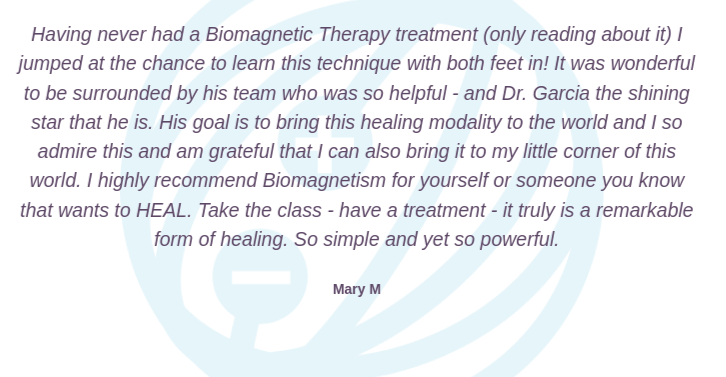 Having never had a Biomagnetic Therapy treatment (only reading about it) I
jumped at the chance to learn this technique with both feet in! It was wonderful
to be surrounded by his team who was so helpful - and Dr. Garcia the shining
star that he is. His goal is to bring this healing modality to the world and I so
admire this and am grateful that I can also bring it to my little corner of this
world. I highly recommend Biomagnetism for yourself or someone you know
that wants to HEAL. Take the class - have a treatment - it truly is a remarkable
form of healing. So simple and yet so powerful.
Mary M